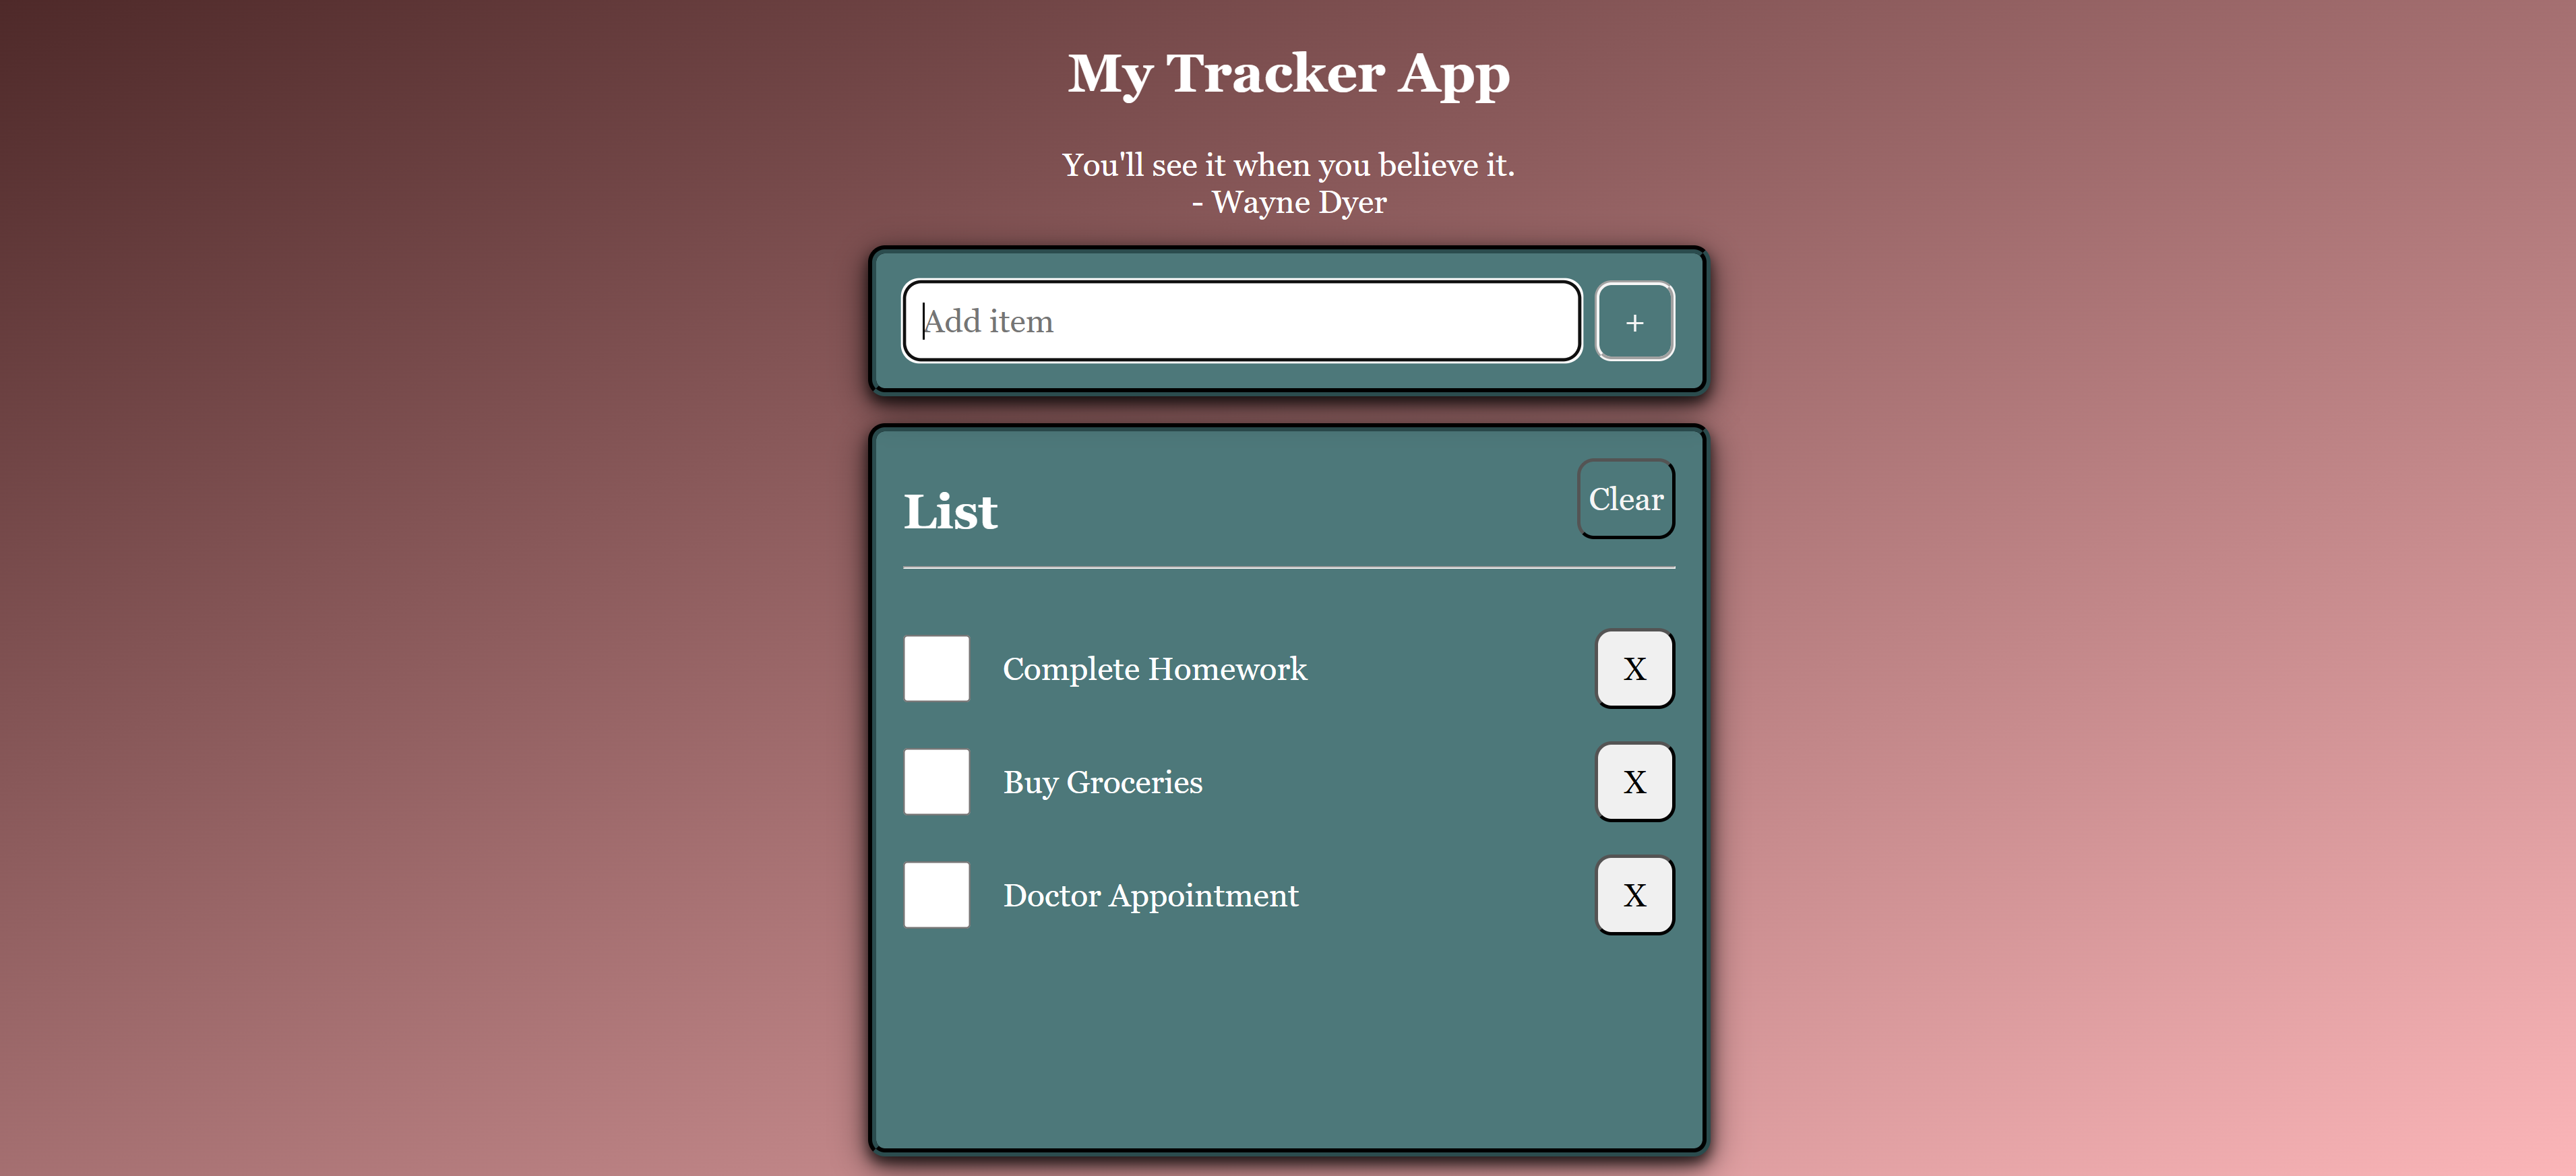 My Tracker App
You'll see it when you believe it.
- Wayne Dyer
Add item
+
List
Clear
Complete Homework
X
Buy Groceries
X
Doctor Appointment
X